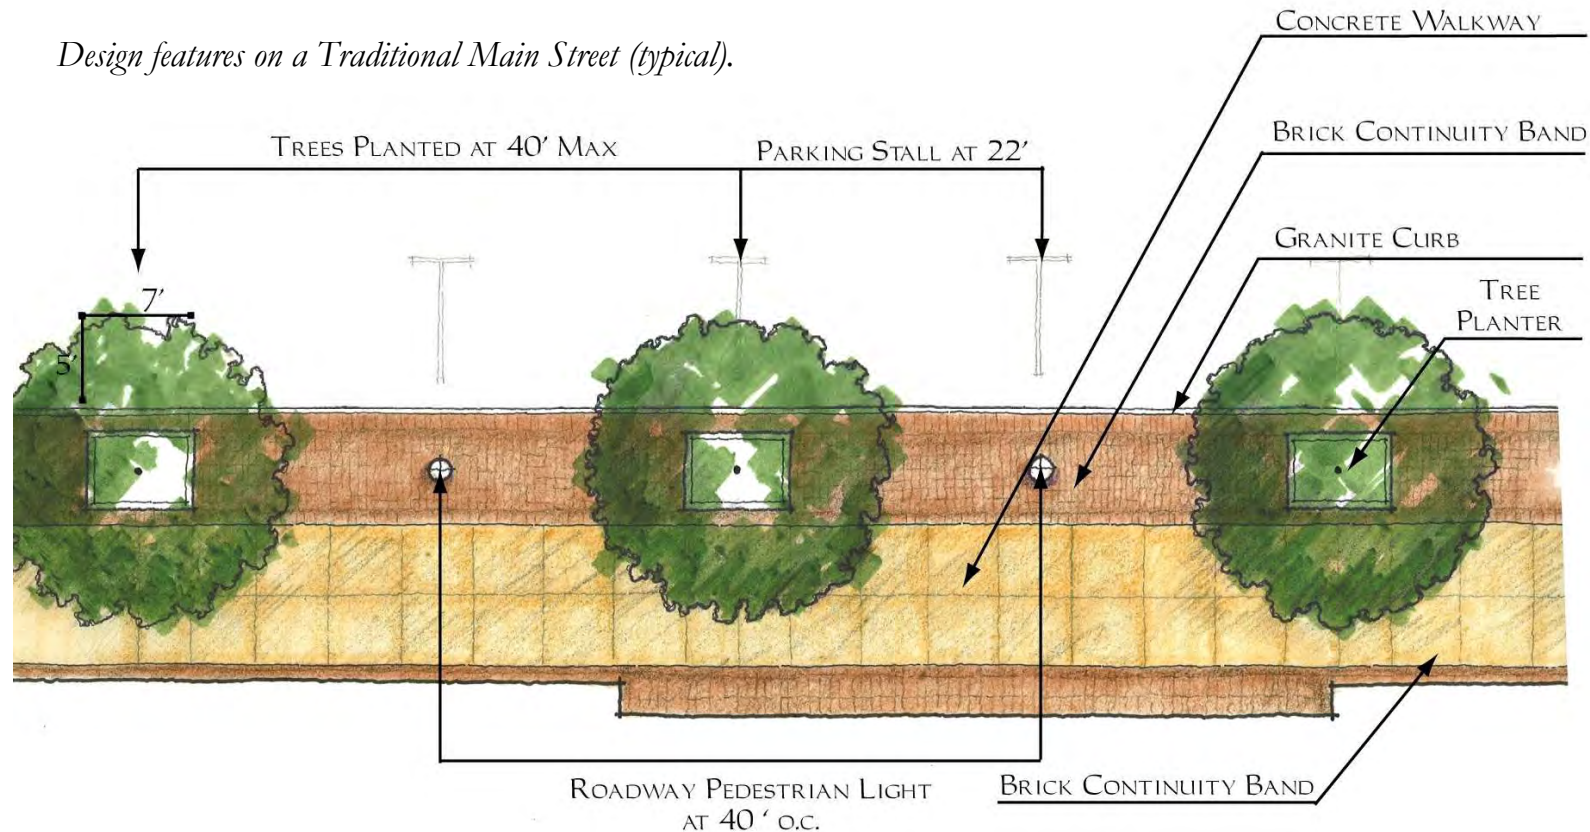 Design features on a Traditional Main Street (typical).
CONCRETE WALKWAY
BRICK CONTINUITY BAND
TREES PLANTED AT 40' MAX
PARKING STALL AT 22'
GRANITE CURB
TREE
PLANTER
7'
5'
ROADWAY PEDESTRIAN LIGHT
AT 40 ' O.C.
BRICK CONTINUITY BAND